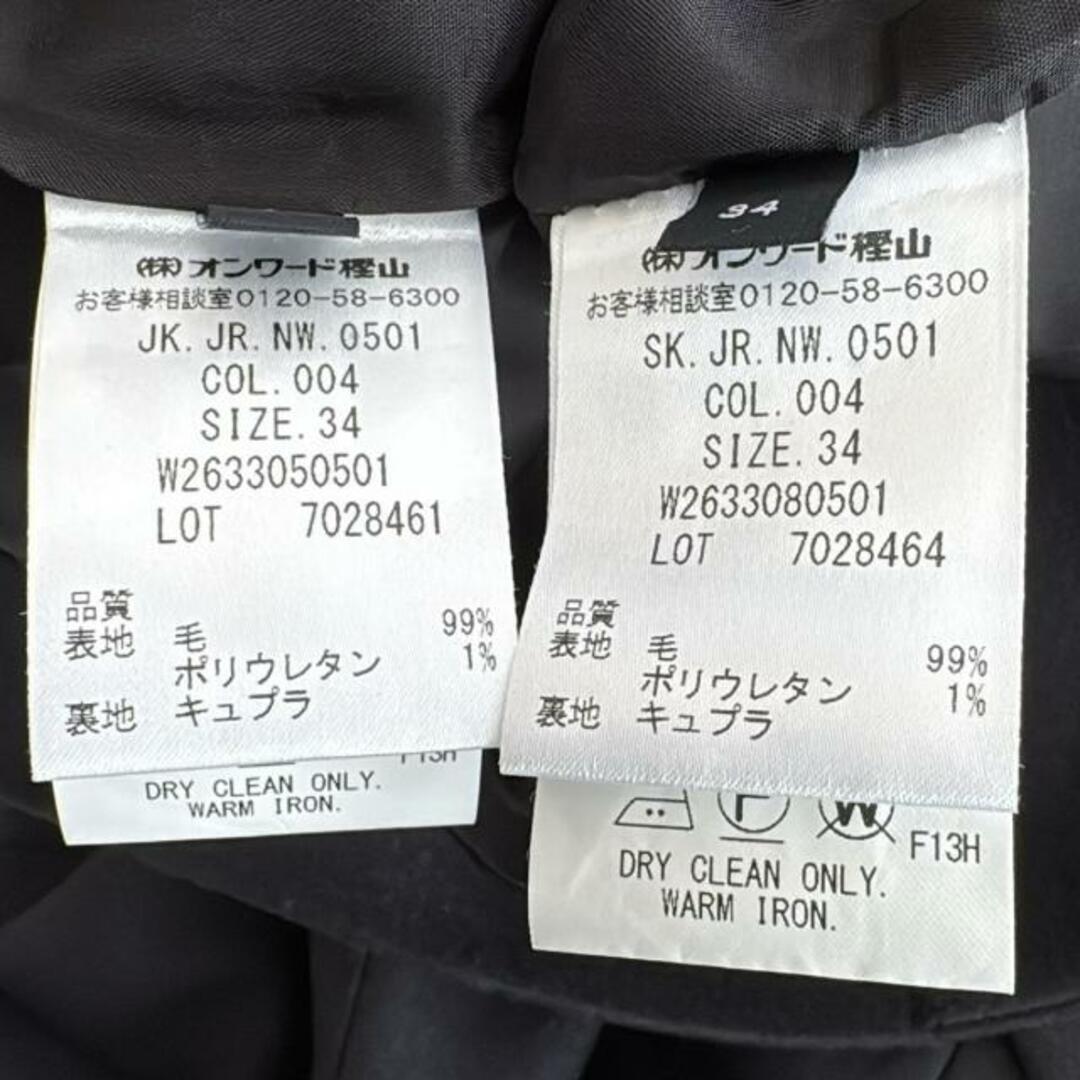 (株)オンワード樫山
お客様相談室0120-58-6300
JK. JR. NW. 0501
COL. 004
SIZE. 34
W2633050501
LOT 7028461
品質
表地 毛 99%
ポリウレタン 1%
裏地 キュプラ
F13H
DRY CLEAN ONLY.
WARM IRON.
34
(株)オンワード樫山
お客様相談室0120-58-6300
SK. JR. NW. 0501
COL. 004
SIZE. 34
W2633080501
LOT 7028464
品質
表地 毛 99%
ポリウレタン 1%
裏地 キュプラ
F W F13H
DRY CLEAN ONLY.
WARM IRON.